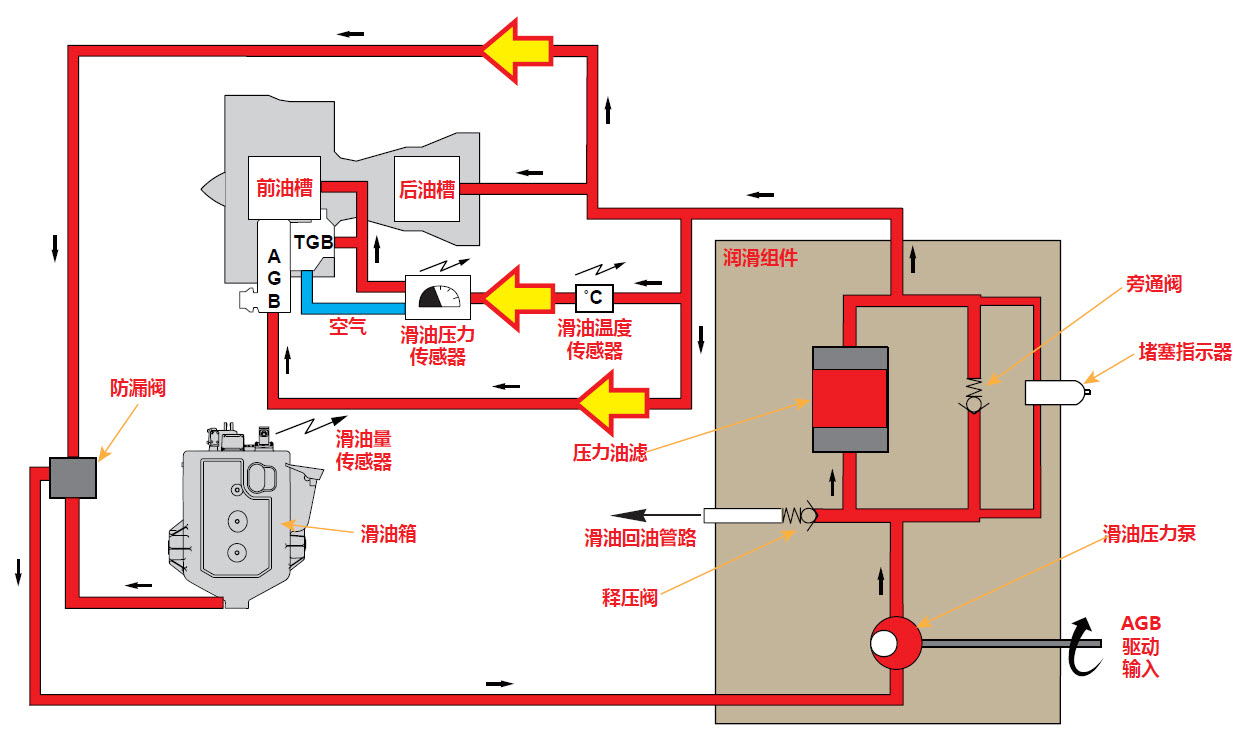 前油槽
后油槽
润滑组件
TGB
A
G
B
°C
旁通阀
空气
滑油压力
传感器
滑油温度
传感器
堵塞指示器
防漏阀
滑油量
传感器
压力油滤
滑油箱
滑油回油管路
滑油压力泵
释压阀
AGB
驱动
输入